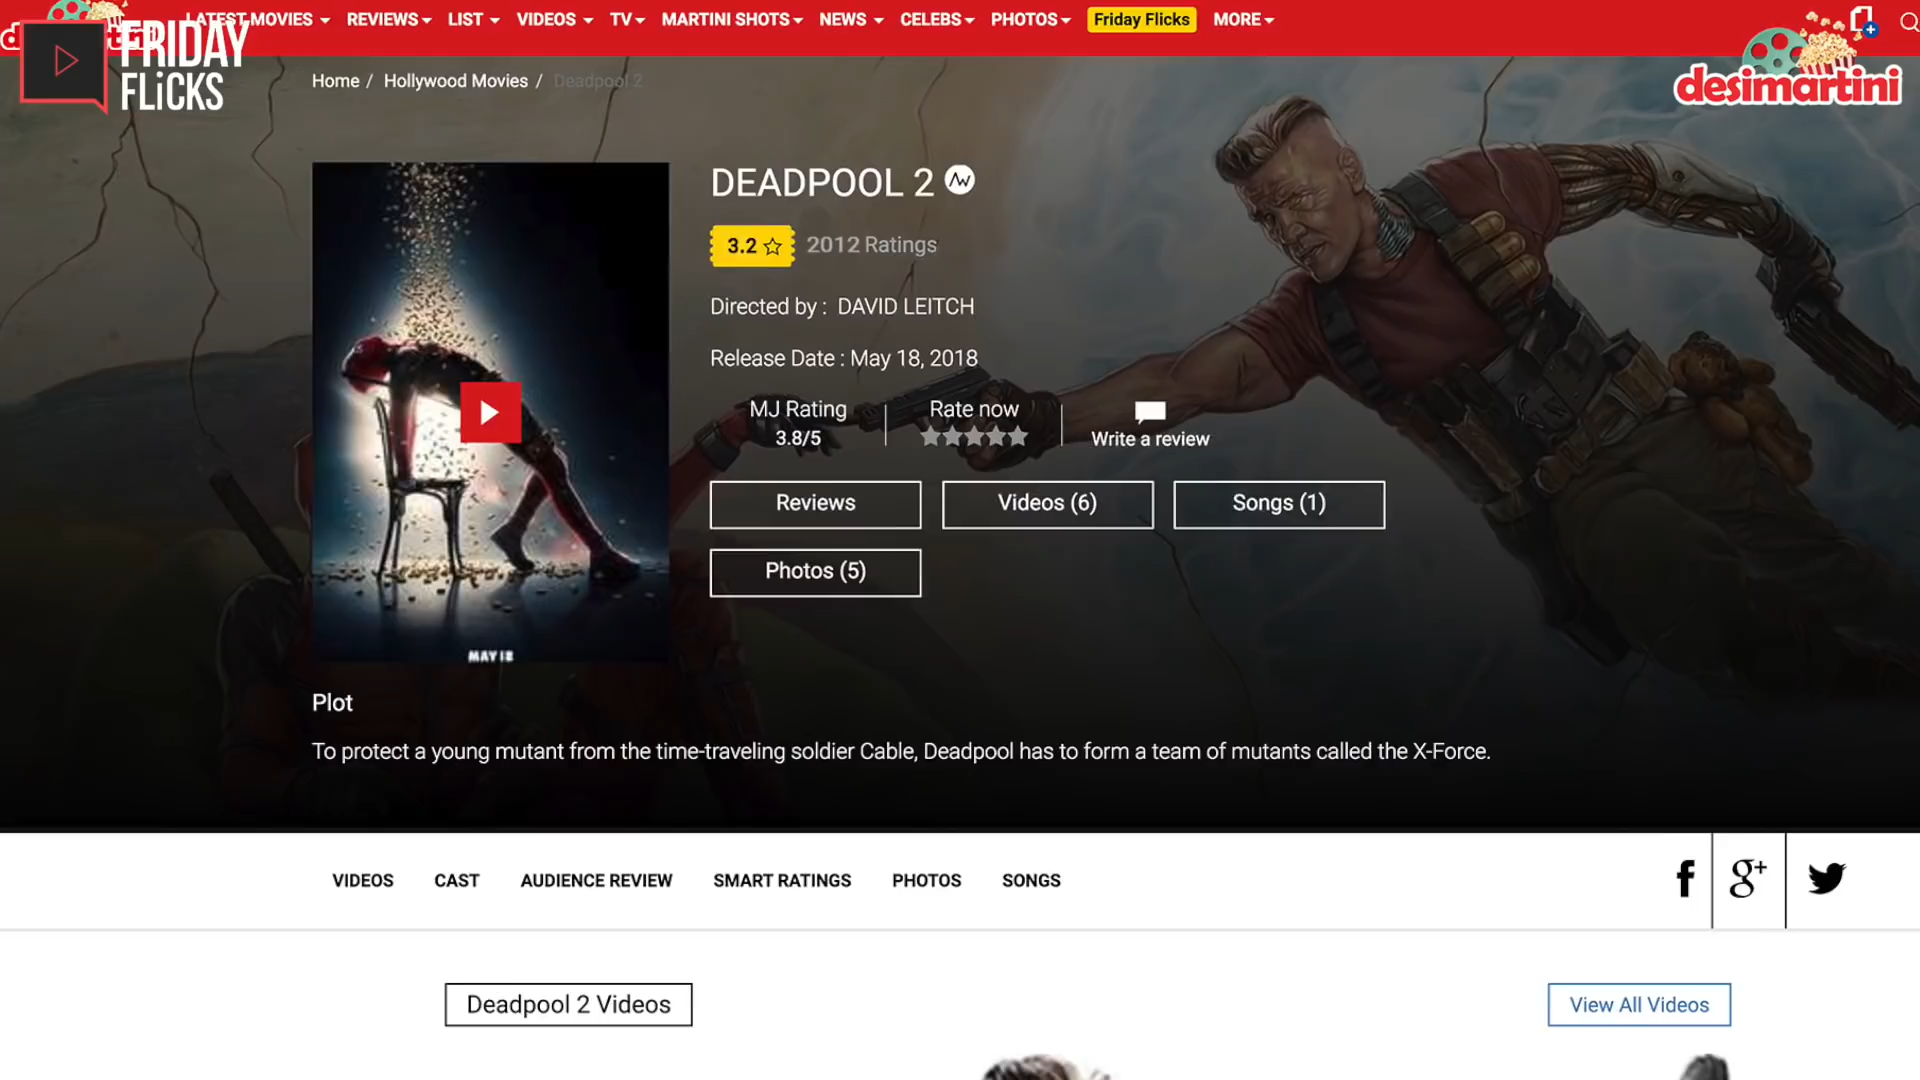 LATEST MOVIES REVIEWS LIST VIDEOS TV MARTINI SHOTS NEWS CELEBS PHOTOS Friday Flicks MORE
FRIDAY
FLiCKS
desimartini
Home / Hollywood Movies / Deadpool 2
DEADPOOL 2
3.2 2012 Ratings
Directed by : DAVID LEITCH
Release Date : May 18, 2018
MJ Rating
3.8/5
Rate now
Write a review
Reviews
Videos (6)
Songs (1)
Photos (5)
MAY 18
Plot
To protect a young mutant from the time-traveling soldier Cable, Deadpool has to form a team of mutants called the X-Force.
VIDEOS CAST AUDIENCE REVIEW SMART RATINGS PHOTOS SONGS
f g+
Deadpool 2 Videos
View All Videos